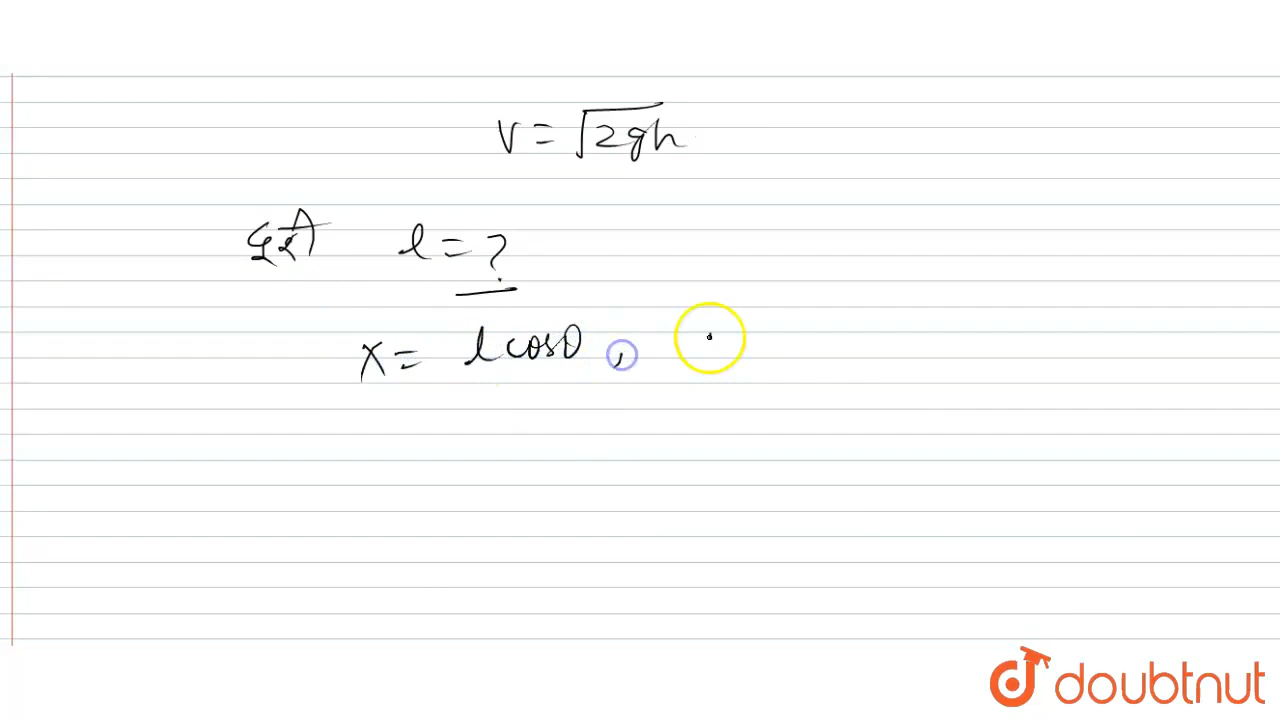 v = √2gh
l = ?
x = l cosθ ,
doubtnut